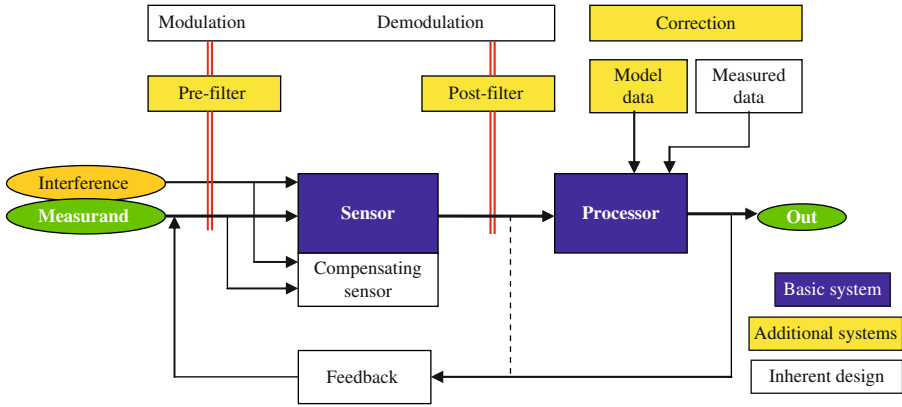 Modulation
Demodulation
Correction
Pre-filter
Post-filter
Model
data
Measured
data
Interference
Measurand
Sensor
Processor
Out
Compensating
sensor
Basic system
Additional systems
Feedback
Inherent design